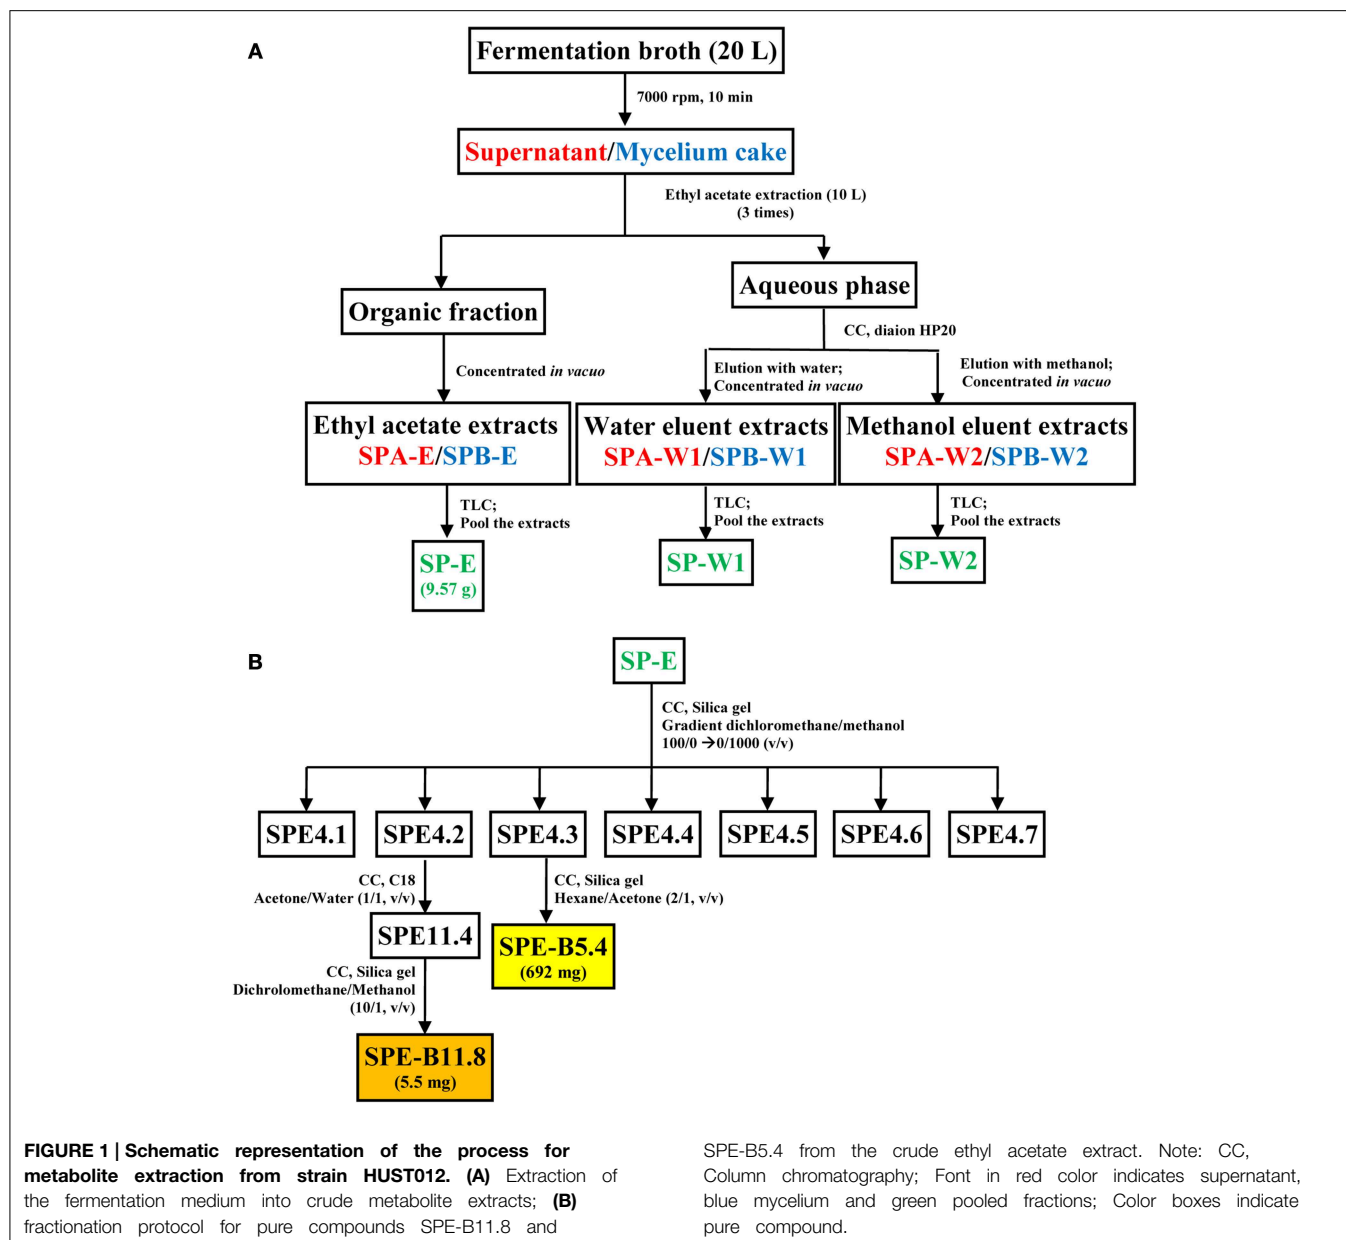 A
Fermentation broth (20 L)
7000 rpm, 10 min
Supernatant/Mycelium cake
Ethyl acetate extraction (10 L)
(3 times)
Organic fraction
Aqueous phase
CC, diaion HP20
Concentrated in vacuo
Elution with water;
Concentrated in vacuo
Elution with methanol;
Concentrated in vacuo
Ethyl acetate extracts
SPA-E/SPB-E
Water eluent extracts
SPA-W1/SPB-W1
Methanol eluent extracts
SPA-W2/SPB-W2
TLC;
Pool the extracts
TLC;
Pool the extracts
TLC;
Pool the extracts
SP-E
(9.57 g)
SP-W1
SP-W2
B
SP-E
CC, Silica gel
Gradient dichloromethane/methanol
100/0 →0/1000 (v/v)
SPE4.1
SPE4.2
SPE4.3
SPE4.4
SPE4.5
SPE4.6
SPE4.7
CC, C18
Acetone/Water (1/1, v/v)
CC, Silica gel
Hexane/Acetone (2/1, v/v)
SPE11.4
SPE-B5.4
(692 mg)
CC, Silica gel
Dichrolomethane/Methanol
(10/1, v/v)
SPE-B11.8
(5.5 mg)
FIGURE 1 | Schematic representation of the process for
metabolite extraction from strain HUST012. (A) Extraction of
the fermentation medium into crude metabolite extracts; (B)
fractionation protocol for pure compounds SPE-B11.8 and
SPE-B5.4 from the crude ethyl acetate extract. Note: CC,
Column chromatography; Font in red color indicates supernatant,
blue mycelium and green pooled fractions; Color boxes indicate
pure compound.